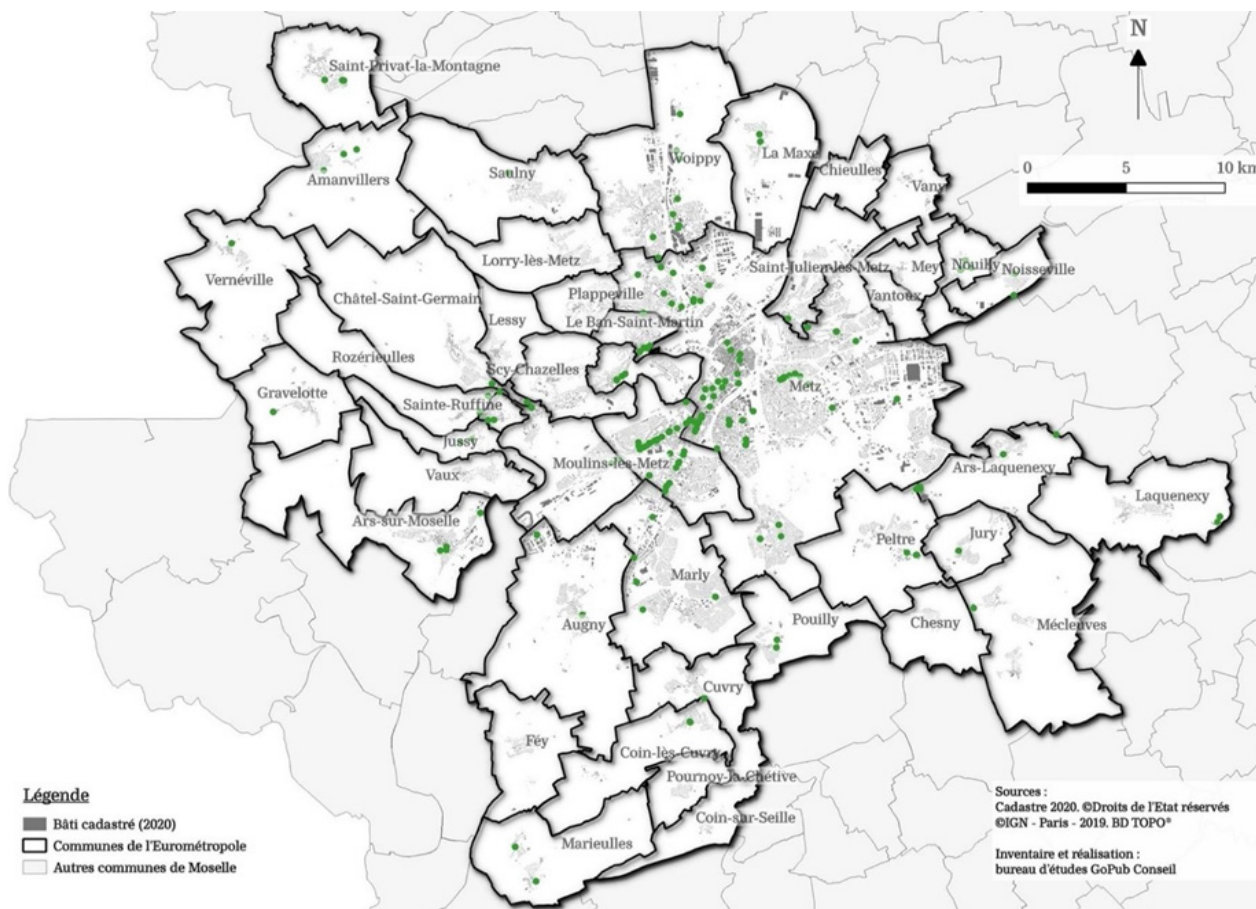 N
Saint-Privat-la-Montagne
Woippy
La Maxe
Chieulles
Vany
0 5 10 km
Amanvillers
Saulny
Lorry-lès-Metz
Saint-Julien-lès-Metz
Mey
Nouilly
Noisseville
Vernéville
Châtel-Saint-Germain
Plappeville
Vantoux
Lessy
Le Ban-Saint-Martin
Rozérieulles
Scy-Chazelles
Metz
Gravelotte
Sainte-Ruffine
Jussy
Moulins-lès-Metz
Vaux
Ars-Laquenexy
Laquenexy
Ars-sur-Moselle
Peltre
Jury
Marly
Augny
Pouilly
Chesny
Mécleuves
Cuvry
Féy
Coin-lès-Cuvry
Pournoy-la-Chétive
Coin-sur-Seille
Marieulles
Légende
Bâti cadastré (2020)
Communes de l'Eurométropole
Autres communes de Moselle
Sources :
Cadastre 2020. ©Droits de l'Etat réservés
©IGN - Paris - 2019. BD TOPO®
Inventaire et réalisation :
bureau d'études GoPub Conseil